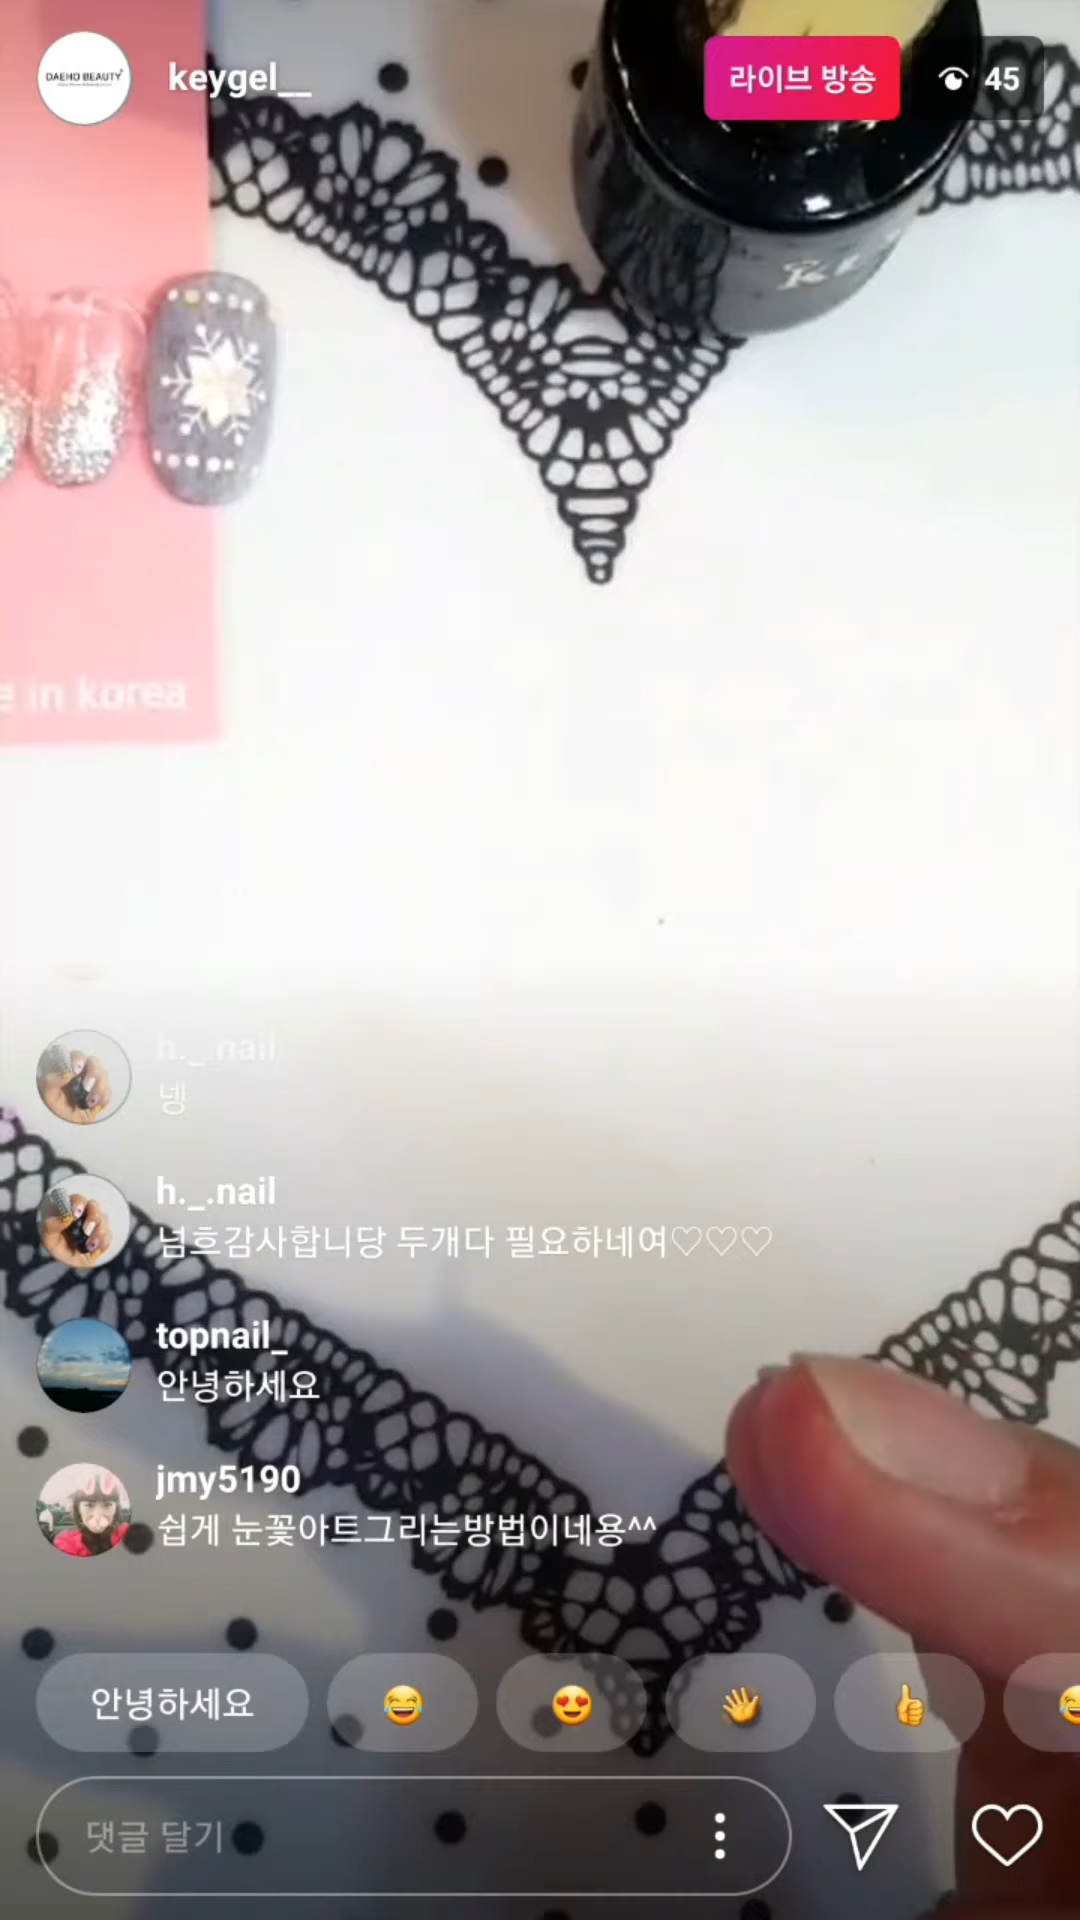 DAEHO BEAUTY
keygel__
라이브 방송
45
e in korea
h._.nail
넹
h._.nail
넘흐감사합니당 두개다 필요하네여♡♡♡
topnail_
안녕하세요
jmy5190
쉽게 눈꽃아트그리는방법이네용^^
안녕하세요
댓글 달기